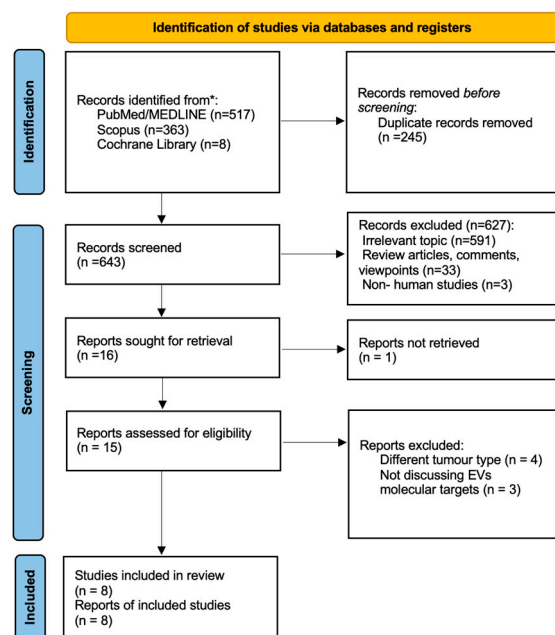 Identification of studies via databases and registers
Identification
Records identified from*:
PubMed/MEDLINE (n=517)
Scopus (n=363)
Cochrane Library (n=8)
Records removed before
screening:
Duplicate records removed
(n =245)
Screening
Records screened
(n =643)
Records excluded (n=627):
Irrelevant topic (n=591)
Review articles, comments,
viewpoints (n=33)
Non- human studies (n=3)
Reports sought for retrieval
(n =16)
Reports not retrieved
(n = 1)
Reports assessed for eligibility
(n = 15)
Reports excluded:
Different tumour type (n = 4)
Not discussing EVs
molecular targets (n = 3)
Included
Studies included in review
(n = 8)
Reports of included studies
(n = 8)